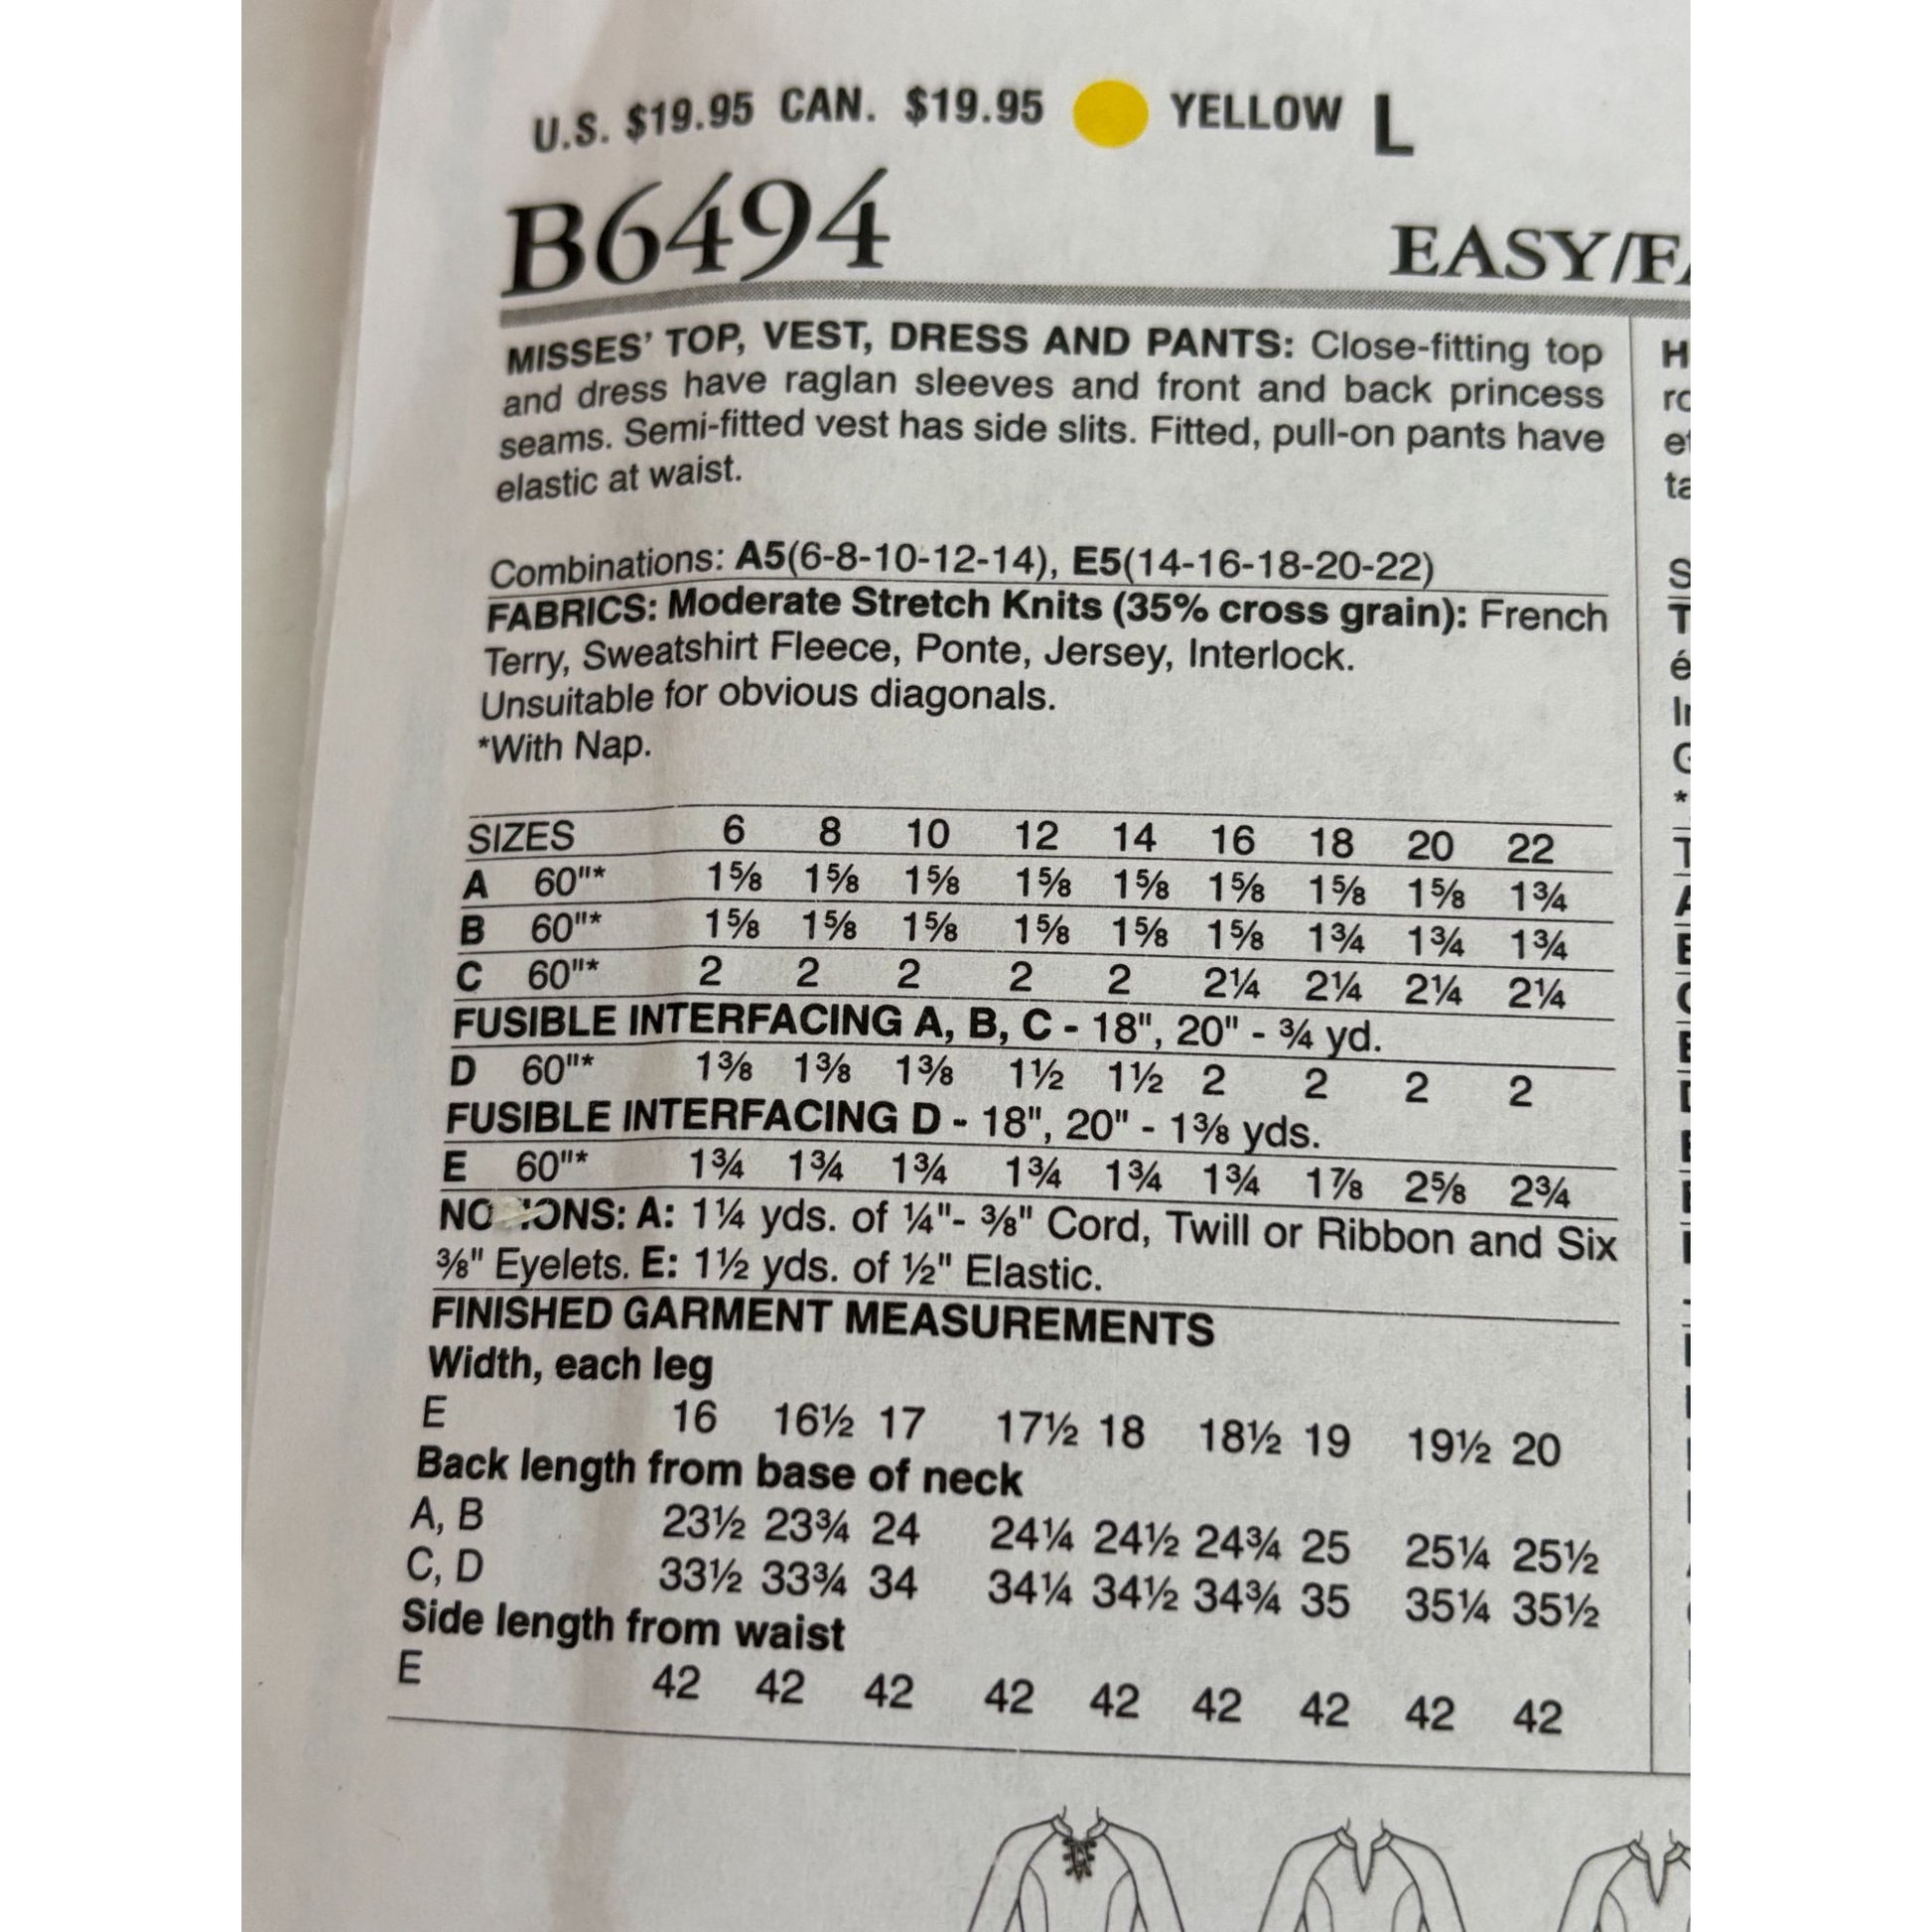 U.S. $19.95 CAN. $19.95 YELLOW L
B6494 EASY/FA
MISSES' TOP, VEST, DRESS AND PANTS: Close-fitting top
and dress have raglan sleeves and front and back princess
seams. Semi-fitted vest has side slits. Fitted, pull-on pants have
elastic at waist.
Combinations: A5(6-8-10-12-14), E5(14-16-18-20-22)
FABRICS: Moderate Stretch Knits (35% cross grain): French
Terry, Sweatshirt Fleece, Ponte, Jersey, Interlock.
Unsuitable for obvious diagonals.
*With Nap.
SIZES 6 8 10 12 14 16 18 20 22
A 60"* 1⅝ 1⅝ 1⅝ 1⅝ 1⅝ 1⅝ 1⅝ 1⅝ 1¾
B 60"* 1⅝ 1⅝ 1⅝ 1⅝ 1⅝ 1⅝ 1¾ 1¾ 1¾
C 60"* 2 2 2 2 2 2¼ 2¼ 2¼ 2¼
FUSIBLE INTERFACING A, B, C - 18", 20" - ¾ yd.
D 60"* 1⅜ 1⅜ 1⅜ 1½ 1½ 2 2 2 2
FUSIBLE INTERFACING D - 18", 20" - 1⅜ yds.
E 60"* 1¾ 1¾ 1¾ 1¾ 1¾ 1¾ 1⅞ 2⅝ 2¾
NOTIONS: A: 1¼ yds. of ¼"- ⅜" Cord, Twill or Ribbon and Six
⅜" Eyelets. E: 1½ yds. of ½" Elastic.
FINISHED GARMENT MEASUREMENTS
Width, each leg
E 16 16½ 17 17½ 18 18½ 19 19½ 20
Back length from base of neck
A, B 23½ 23¾ 24 24¼ 24½ 24¾ 25 25¼ 25½
C, D 33½ 33¾ 34 34¼ 34½ 34¾ 35 35¼ 35½
Side length from waist
E 42 42 42 42 42 42 42 42 42